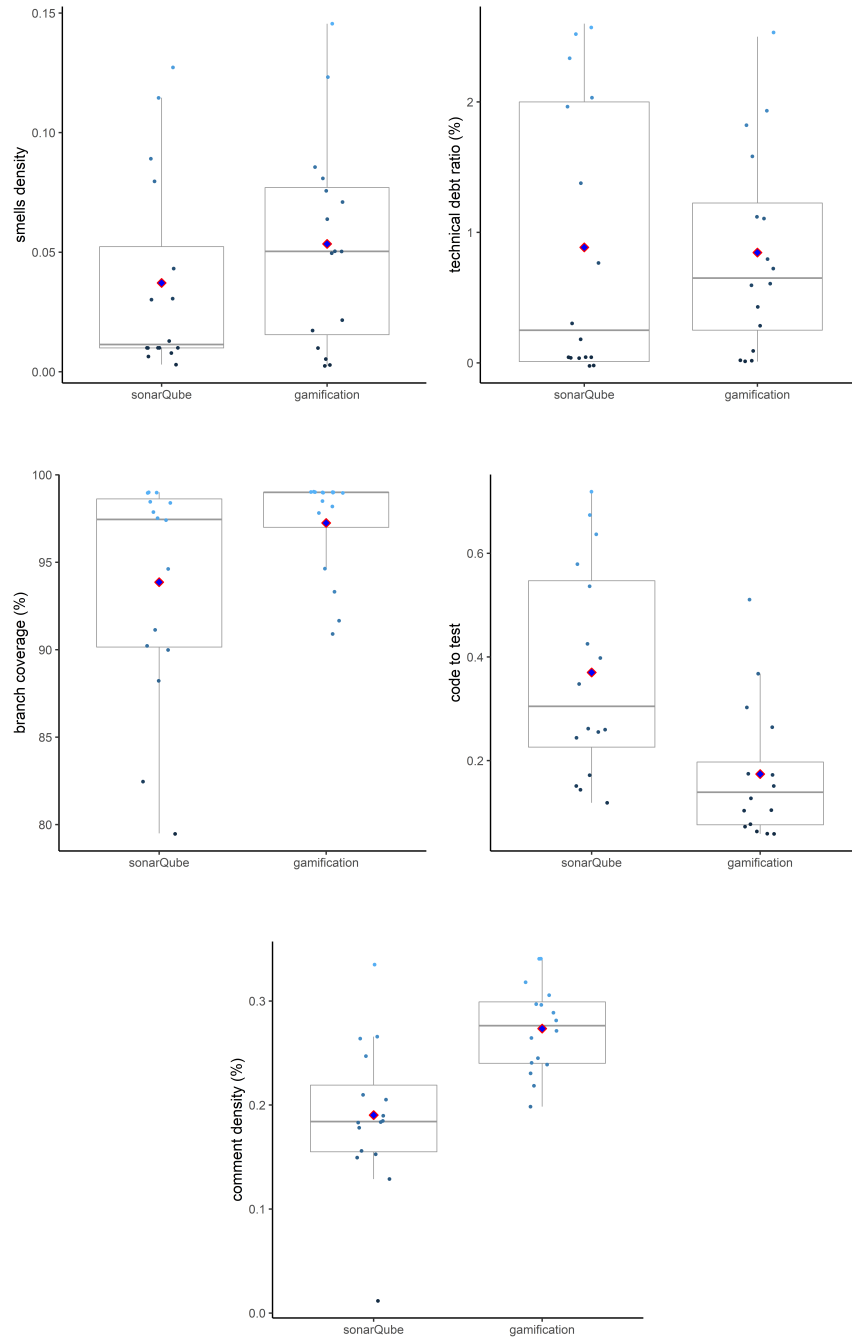 smells density
0.15
0.10
0.05
0.00
sonarQube
gamification
technical debt ratio (%)
2
1
0
sonarQube
gamification
branch coverage (%)
100
95
90
85
80
sonarQube
gamification
code to test
0.6
0.4
0.2
sonarQube
gamification
comment density (%)
0.3
0.2
0.1
0.0
sonarQube
gamification